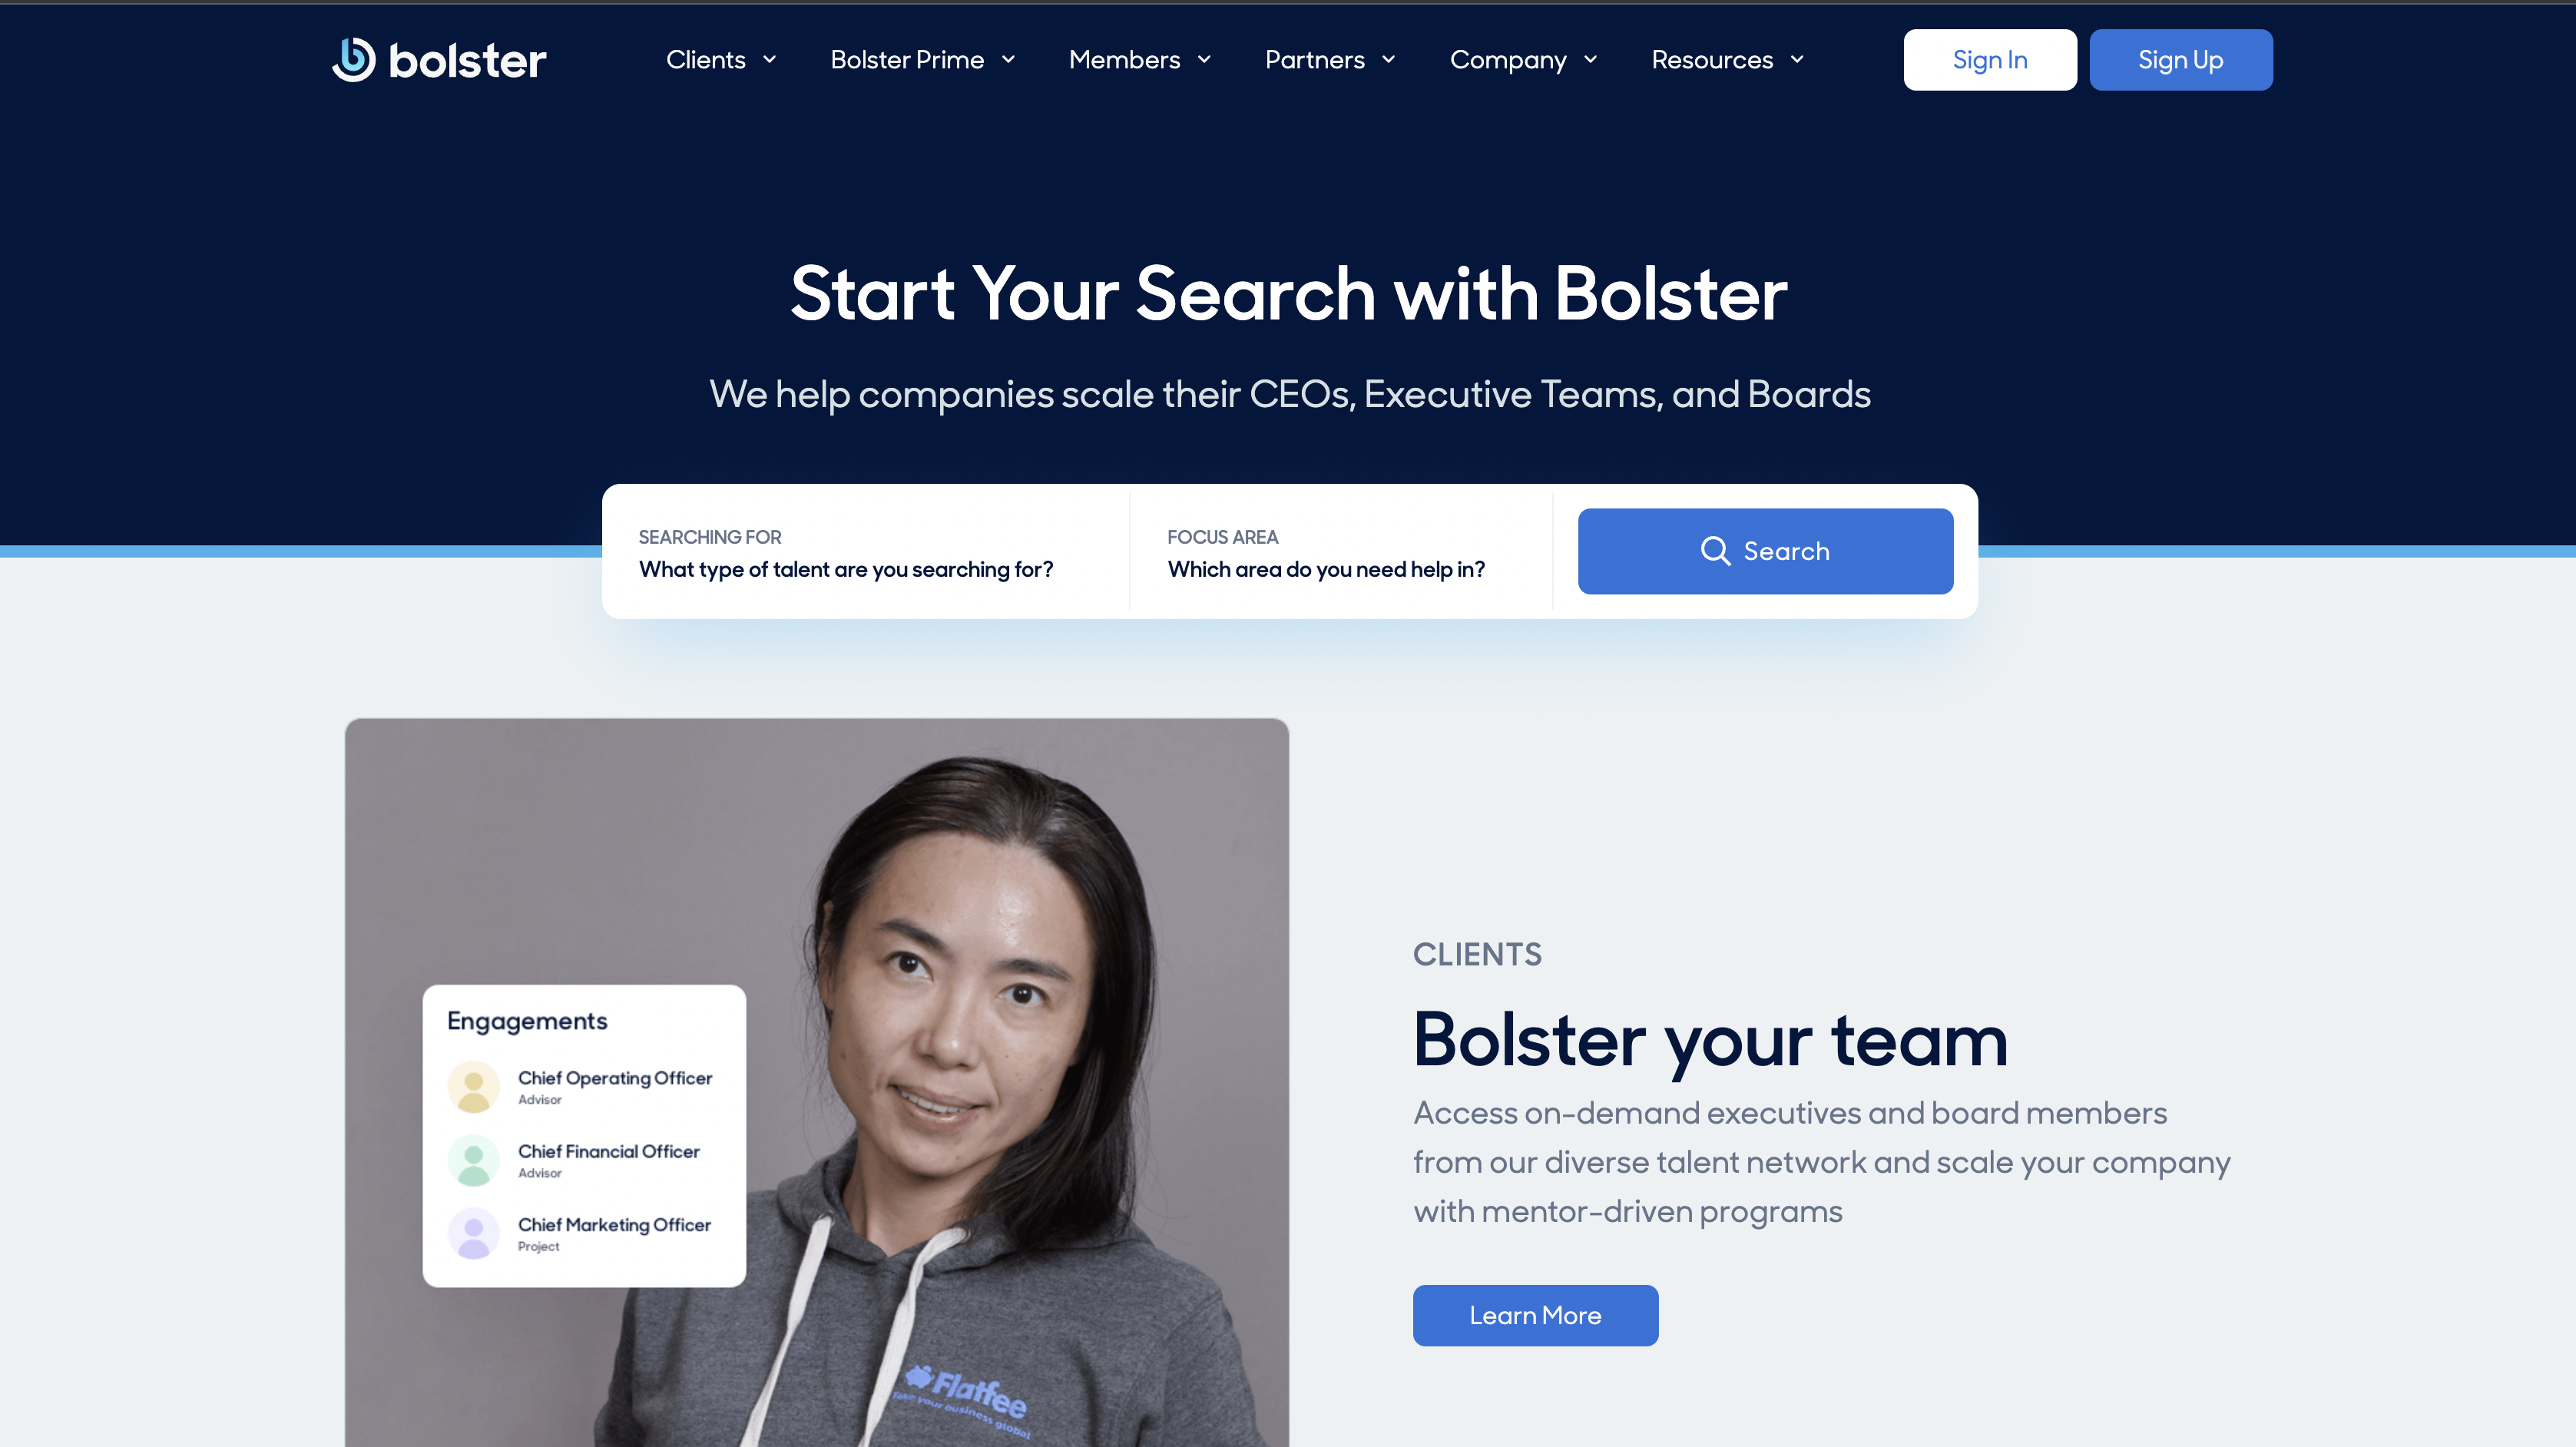 bolster
Clients
Bolster Prime
Members
Partners
Company
Resources
Sign In
Sign Up
Start Your Search with Bolster
We help companies scale their CEOs, Executive Teams, and Boards
SEARCHING FOR
What type of talent are you searching for?
FOCUS AREA
Which area do you need help in?
Search
Engagements
Chief Operating Officer
Advisor
Chief Financial Officer
Advisor
Chief Marketing Officer
Project
Flatfee
Take your business global
CLIENTS
Bolster your team
Access on-demand executives and board members
from our diverse talent network and scale your company
with mentor-driven programs
Learn More